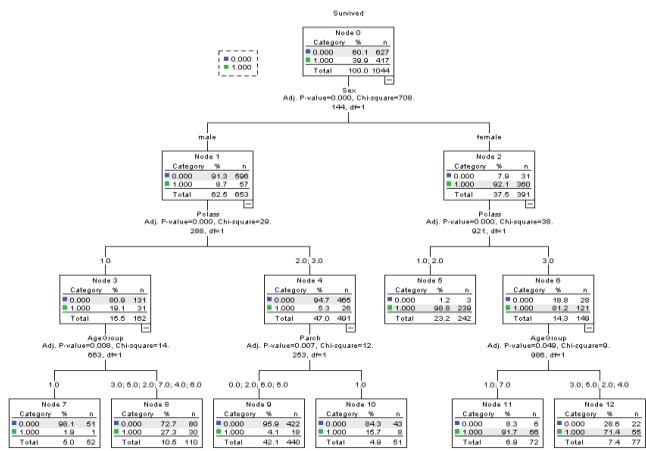 Survived
0.000
1.000
Node 0
Category % n
0.000 60.1 627
1.000 39.9 417
Total 100.0 1044
Sex
Adj. P-value=0.000, Chi-square=708.
144, df=1
male
female
Node 1
Category % n
0.000 91.3 596
1.000 8.7 57
Total 62.5 653
Node 2
Category % n
0.000 7.9 31
1.000 92.1 360
Total 37.5 391
Pclass
Adj. P-value=0.000, Chi-square=29.
288, df=1
Pclass
Adj. P-value=0.000, Chi-square=38.
921, df=1
1.0
2.0; 3.0
1.0; 2.0
3.0
Node 3
Category % n
0.000 80.9 131
1.000 19.1 31
Total 15.5 162
Node 4
Category % n
0.000 94.7 465
1.000 5.3 26
Total 47.0 491
Node 5
Category % n
0.000 1.2 3
1.000 98.8 239
Total 23.2 242
Node 6
Category % n
0.000 18.8 28
1.000 81.2 121
Total 14.3 149
AgeGroup
Adj. P-value=0.008, Chi-square=14.
663, df=1
Parch
Adj. P-value=0.007, Chi-square=12.
253, df=1
AgeGroup
Adj. P-value=0.049, Chi-square=9.
986, df=1
1.0
3.0; 5.0; 2.0; 7.0; 4.0; 6.0
0.0; 2.0; 6.0; 5.0
1.0
1.0; 7.0
3.0; 5.0; 2.0; 4.0
Node 7
Category % n
0.000 98.1 51
1.000 1.9 1
Total 5.0 52
Node 8
Category % n
0.000 72.7 80
1.000 27.3 30
Total 10.5 110
Node 9
Category % n
0.000 95.9 422
1.000 4.1 18
Total 42.1 440
Node 10
Category % n
0.000 84.3 43
1.000 15.7 8
Total 4.9 51
Node 11
Category % n
0.000 8.3 6
1.000 91.7 66
Total 6.9 72
Node 12
Category % n
0.000 28.6 22
1.000 71.4 55
Total 7.4 77